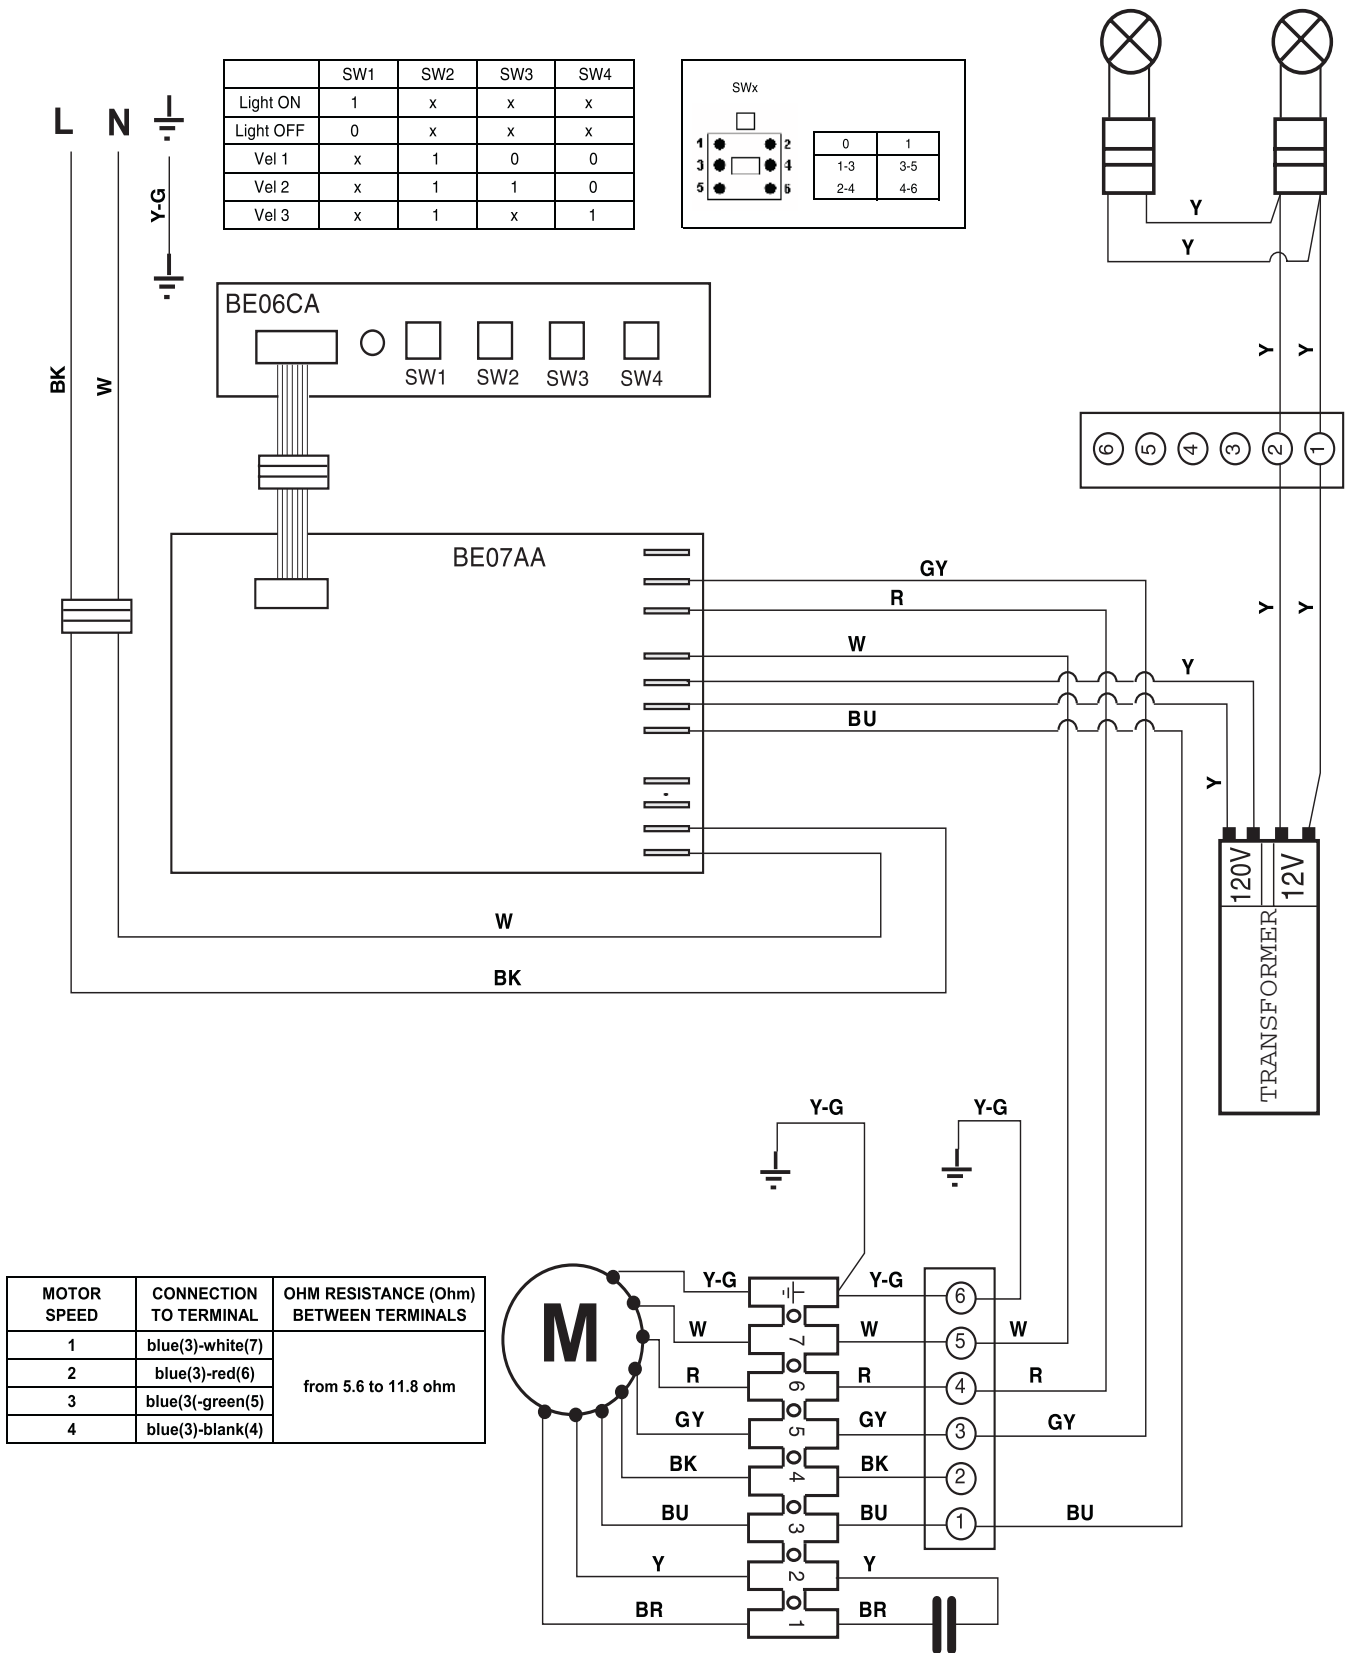 L N
Y-G
BK
W
SW1 SW2 SW3 SW4
Light ON 1 x x x
Light OFF 0 x x x
Vel 1 x 1 0 0
Vel 2 x 1 1 0
Vel 3 x 1 x 1
SWx
1 2
3 4
5 6
0 1
1-3 3-5
2-4 4-6
Y
Y
BE06CA
SW1 SW2 SW3 SW4
Y Y
6 5 4 3 2 1
BE07AA
GY
R
W
Y
BU
Y Y
Y
120V 12V
TRANSFORMER
W
BK
Y-G Y-G
MOTOR SPEED
CONNECTION TO TERMINAL
OHM RESISTANCE (Ohm) BETWEEN TERMINALS
1 blue(3)-white(7)
2 blue(3)-red(6)
3 blue(3(-green(5)
4 blue(3)-blank(4)
from 5.6 to 11.8 ohm
M
Y-G Y-G 6
W 7 W 5 W
R 6 R 4 R
GY 5 GY 3 GY
BK 4 BK 2
BU 3 BU 1 BU
Y 2 Y
BR 1 BR